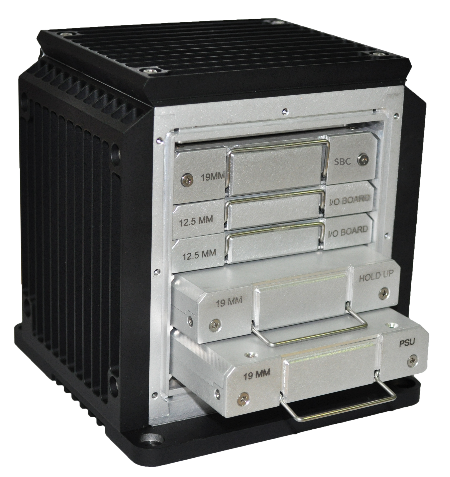 19MM SBC
12.5 MM I/O BOARD
12.5 MM I/O BOARD
19 MM HOLD UP
19 MM PSU